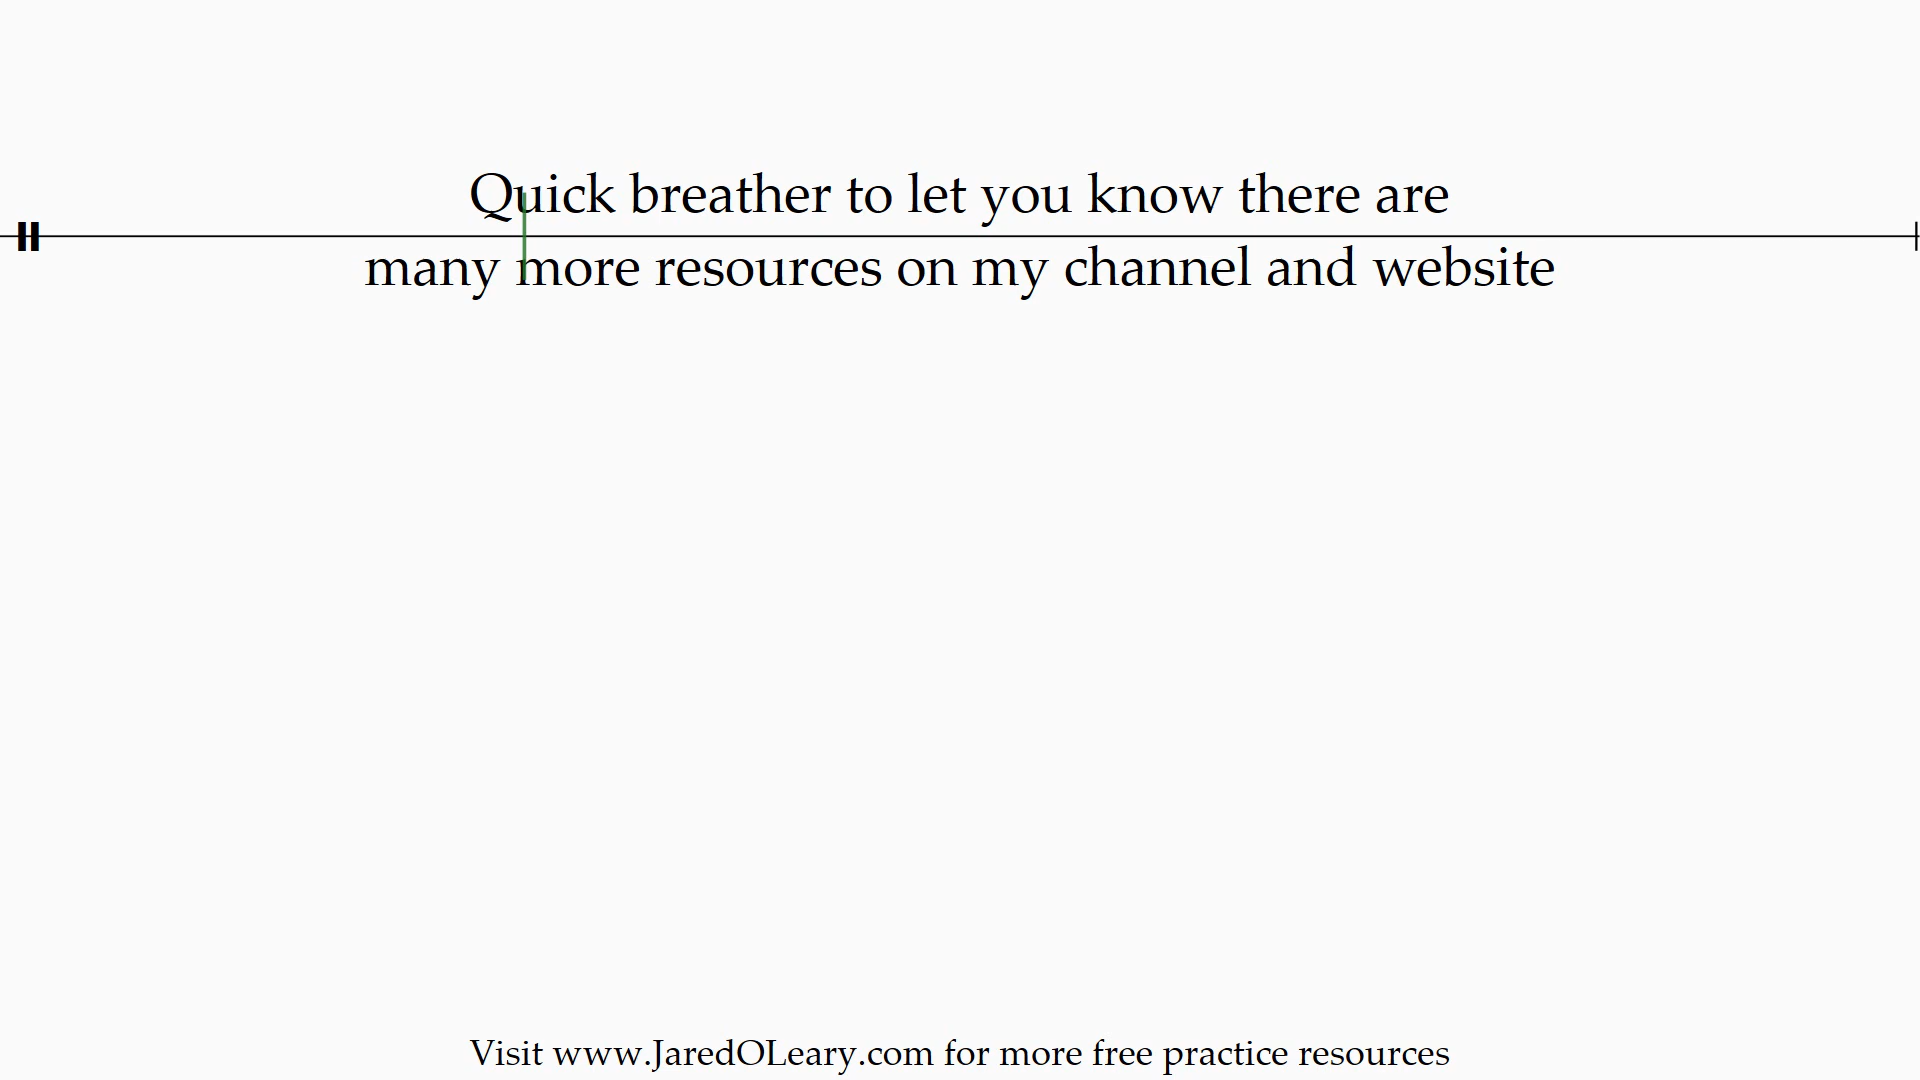 Quick breather to let you know there are
many more resources on my channel and website
Visit www.JaredOLeary.com for more free practice resources